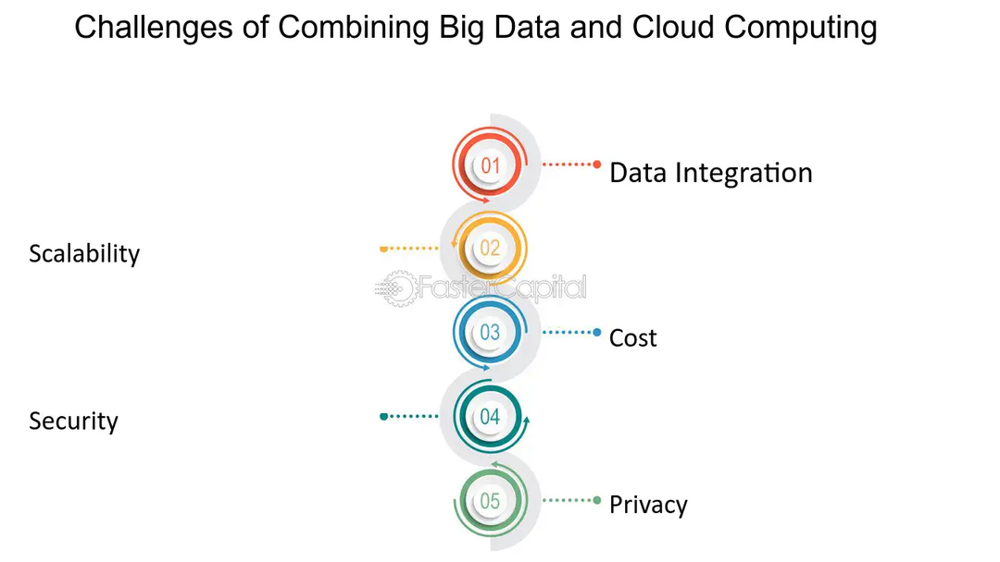 Challenges of Combining Big Data and Cloud Computing
01
Data Integration
Scalability
02
FasterCapital
03
Cost
Security
04
05
Privacy